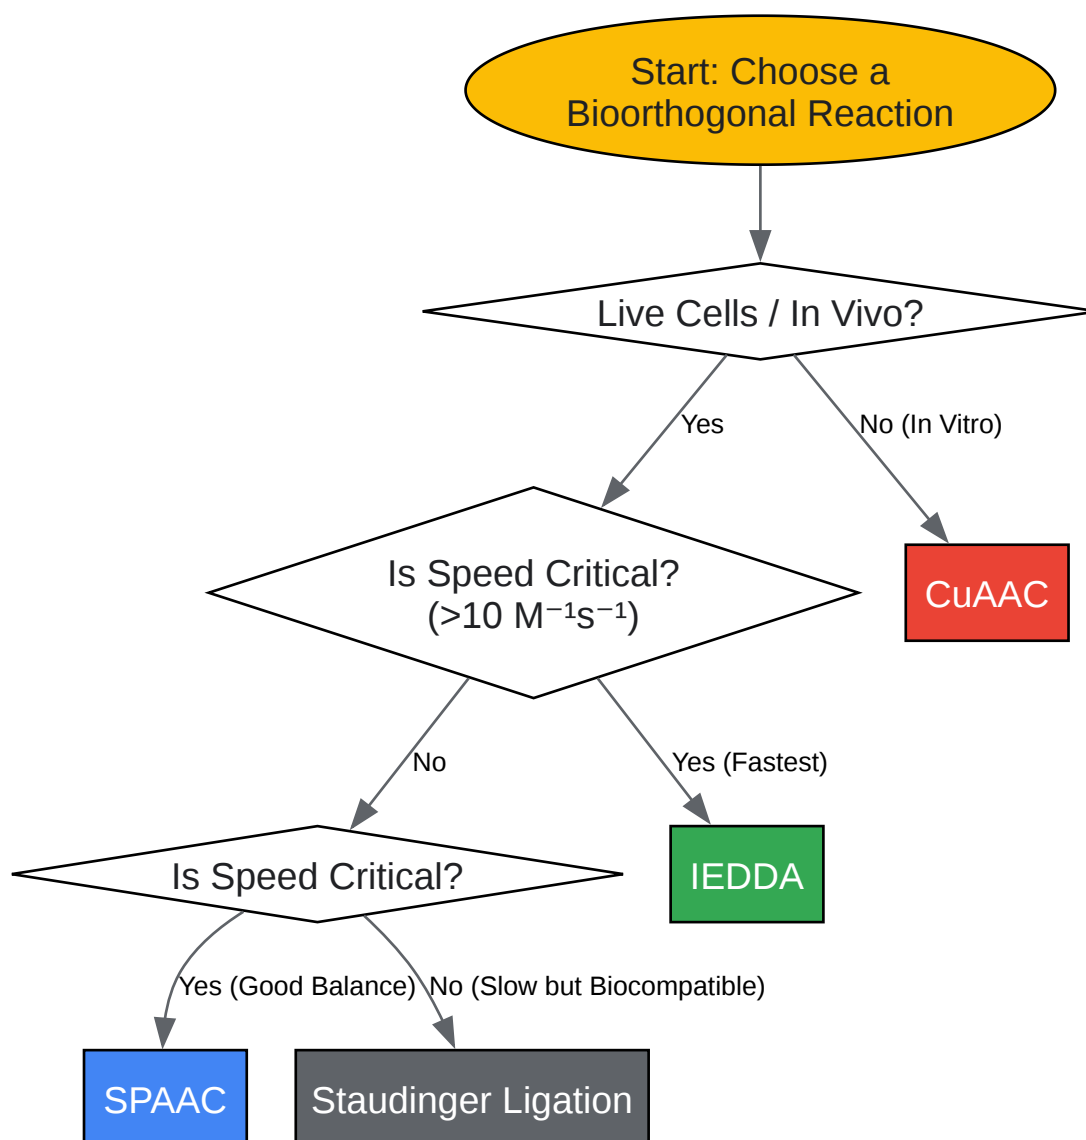 Start: Choose a
Bioorthogonal Reaction
Live Cells / In Vivo?
Yes
No (In Vitro)
Is Speed Critical?
(>10 M⁻¹s⁻¹)
CuAAC
No
Yes (Fastest)
Is Speed Critical?
IEDDA
Yes (Good Balance)
No (Slow but Biocompatible)
SPAAC
Staudinger Ligation